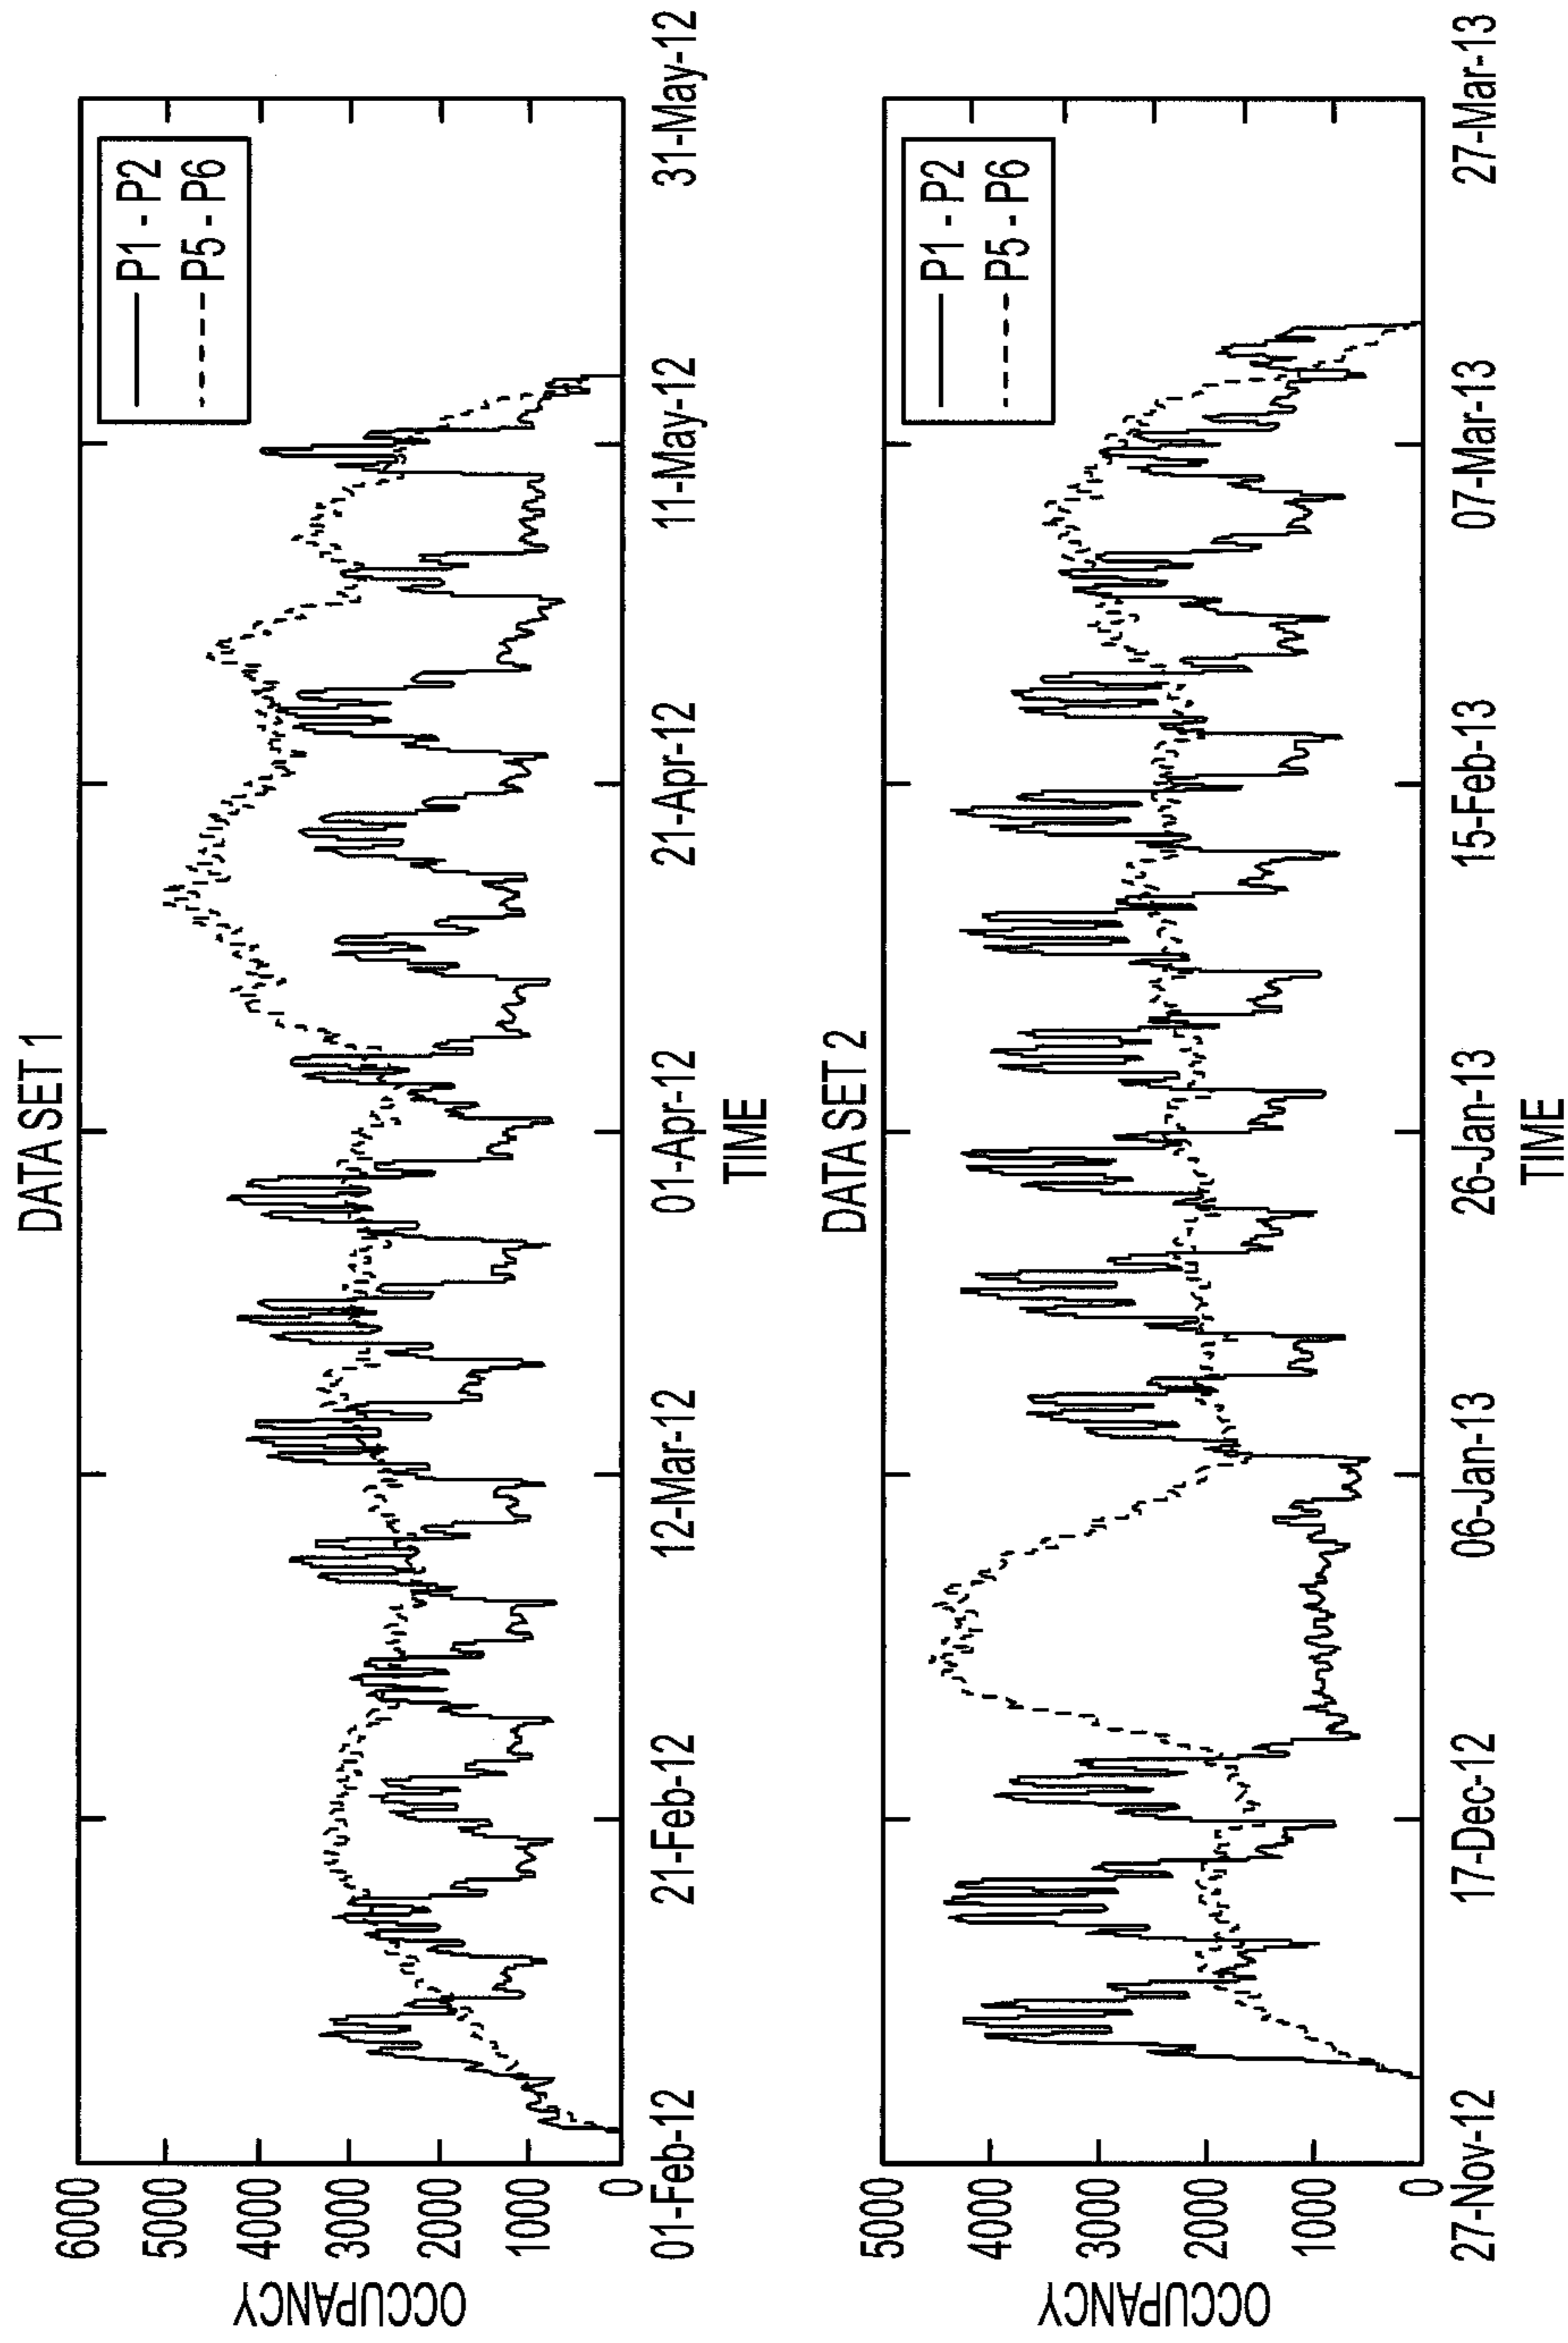 DATA SET 1
OCCUPANCY
6000
5000
4000
3000
2000
1000
0
P1 - P2
P5 - P6
01-Feb-12 21-Feb-12 12-Mar-12 01-Apr-12 21-Apr-12 11-May-12 31-May-12
TIME
DATA SET 2
OCCUPANCY
5000
4000
3000
2000
1000
0
P1 - P2
P5 - P6
27-Nov-12 17-Dec-12 06-Jan-13 26-Jan-13 15-Feb-13 07-Mar-13 27-Mar-13
TIME